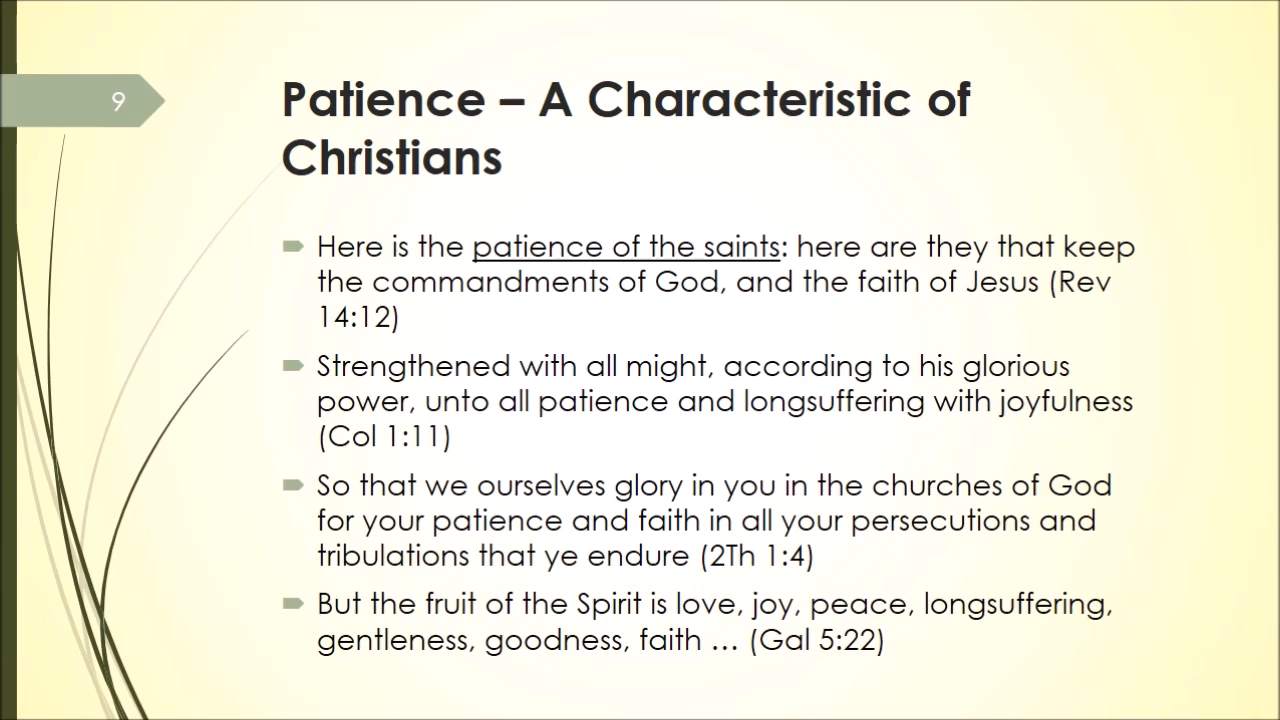 9
Patience – A Characteristic of
Christians
Here is the patience of the saints: here are they that keep
the commandments of God, and the faith of Jesus (Rev
14:12)
Strengthened with all might, according to his glorious
power, unto all patience and longsuffering with joyfulness
(Col 1:11)
So that we ourselves glory in you in the churches of God
for your patience and faith in all your persecutions and
tribulations that ye endure (2Th 1:4)
But the fruit of the Spirit is love, joy, peace, longsuffering,
gentleness, goodness, faith … (Gal 5:22)